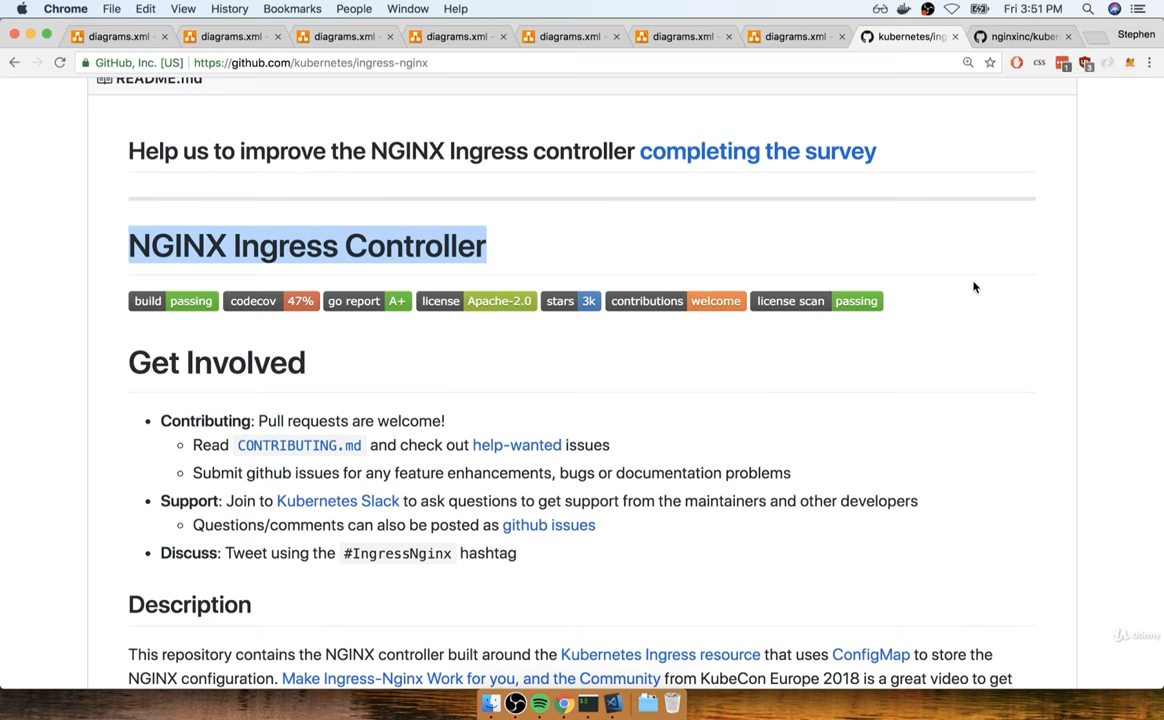 Chrome File Edit View History Bookmarks People Window Help Fri 3:51 PM
diagrams.xml - diagrams.xml - diagrams.xml - diagrams.xml - diagrams.xml - diagrams.xml - diagrams.xml - kubernetes/ing nginxinc/kuber Stephen
GitHub, Inc. [US] https://github.com/kubernetes/ingress-nginx CSS 1 3
README.md
Help us to improve the NGINX Ingress controller completing the survey
NGINX Ingress Controller
build passing codecov 47% go report A+ license Apache-2.0 stars 3k contributions welcome license scan passing
Get Involved
Contributing: Pull requests are welcome!
Read CONTRIBUTING.md and check out help-wanted issues
Submit github issues for any feature enhancements, bugs or documentation problems
Support: Join to Kubernetes Slack to ask questions to get support from the maintainers and other developers
Questions/comments can also be posted as github issues
Discuss: Tweet using the #IngressNginx hashtag
Description
Udemy
This repository contains the NGINX controller built around the Kubernetes Ingress resource that uses ConfigMap to store the
NGINX configuration. Make Ingress-Nginx Work for you, and the Community from KubeCon Europe 2018 is a great video to get